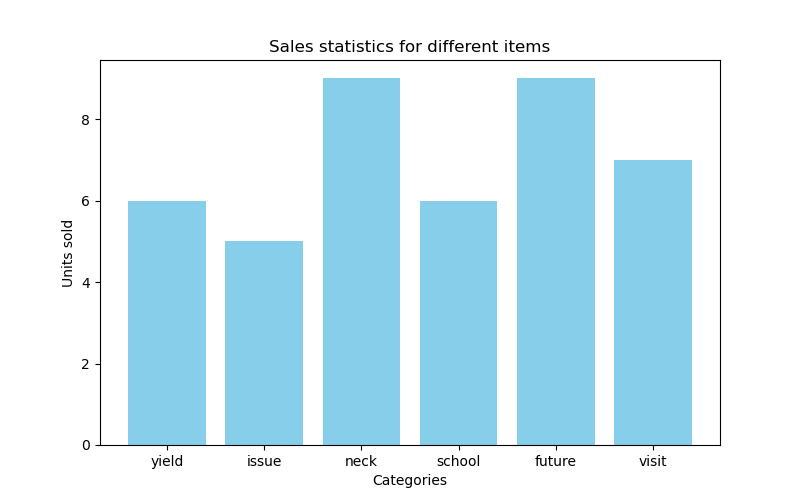 Sales statistics for different items
Units sold
8
6
4
2
0
yield issue neck school future visit
Categories